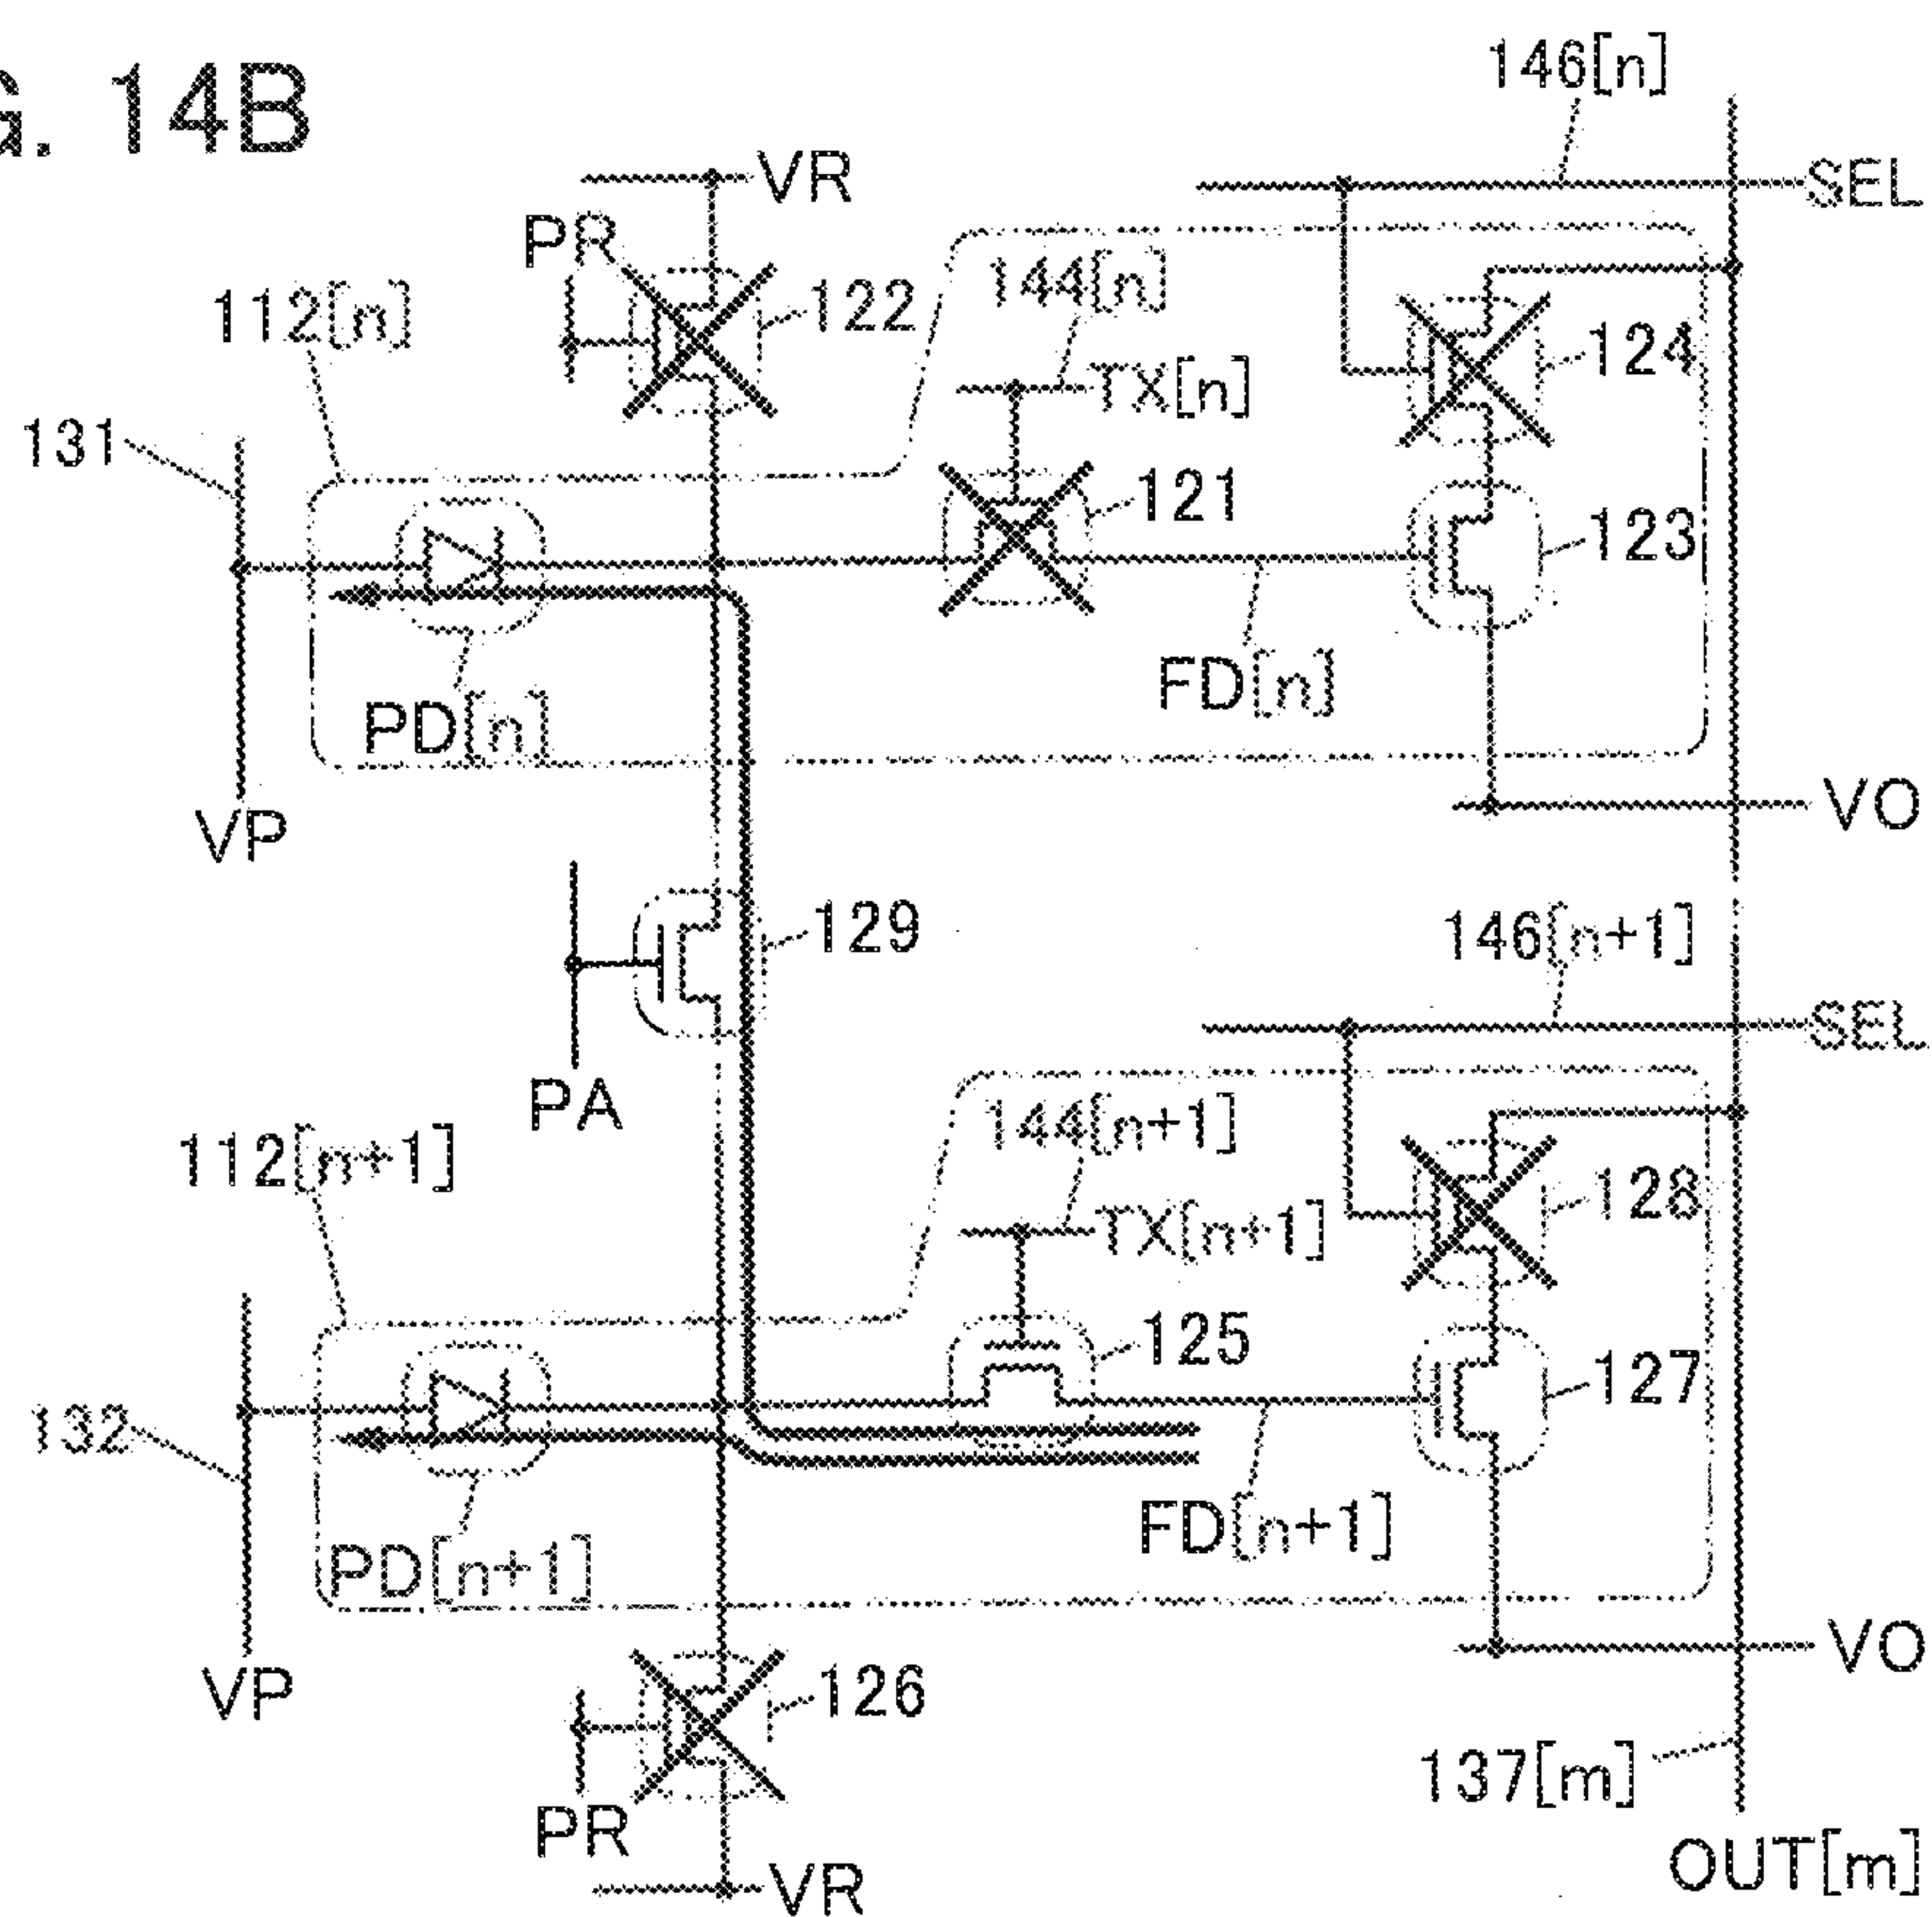 G. 14B
146[n]
VR
SEL
PR
144[n]
112[n]
122
124
TX[n]
131
121
123
FD[n]
PD[n]
VP
VO
129
146[n+1]
SEL
PA
144[n+1]
112[n+1]
128
TX[n+1]
125
127
132
FD[n+1]
PD[n+1]
VO
VP
126
137[m]
PR
OUT[m]
VR